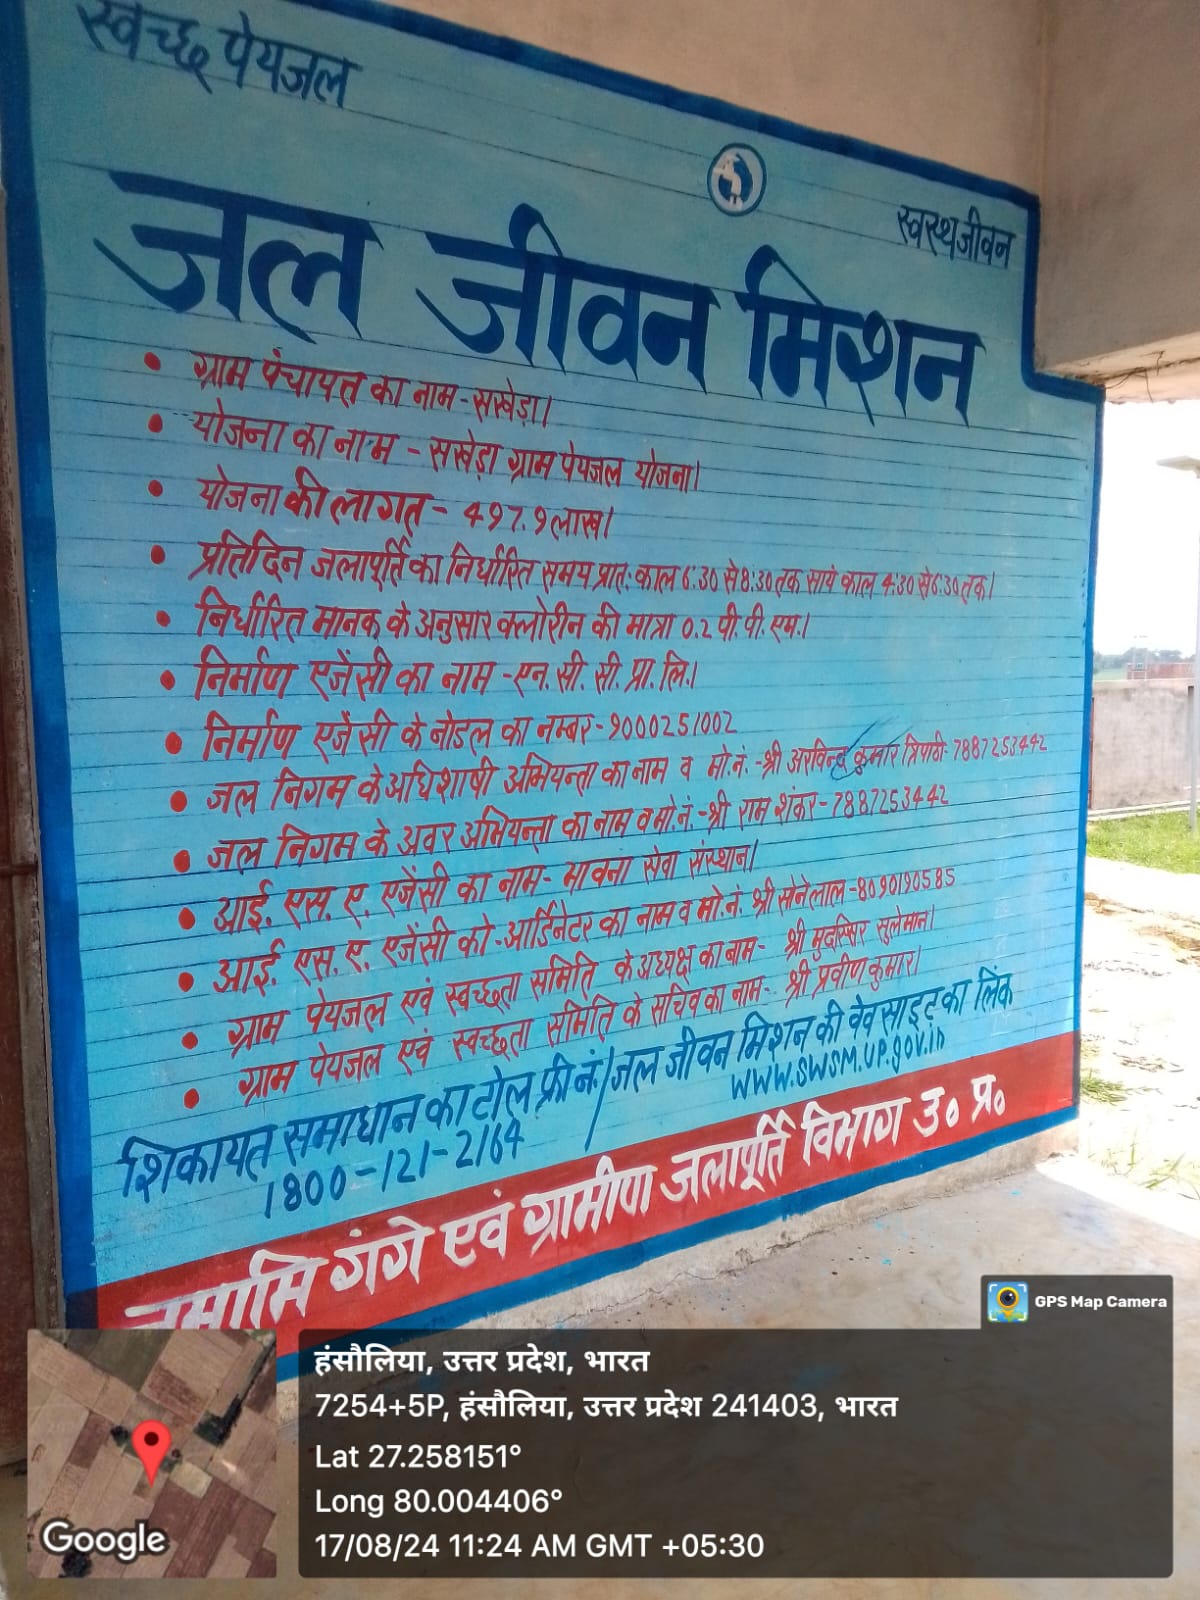 स्वच्छ पेयजल
स्वस्थ जीवन
जल जीवन मिशन
• ग्राम पंचायत का नाम - सखेड़ा।
• योजना का नाम - सखेड़ा ग्राम पेयजल योजना।
• योजना की लागत - 497.9 लाख।
• प्रतिदिन जलापूर्ति का निर्धारित समय प्रात: काल 6:30 से 8:30 तक सायं काल 4:30 से 6:30 तक।
• निर्धारित मानक के अनुसार क्लोरीन की मात्रा 0.2 पी. पी. एम.।
• निर्माण एजेंसी का नाम - एन. सी. सी. प्रा. लि.।
• निर्माण एजेंसी के नोडल का नम्बर - 9000251002
• जल निगम के अधिशाषी अभियन्ता का नाम व मो.नं. - श्री अरविन्द कुमार त्रिपाठी - 7887253442
• जल निगम के अवर अभियन्ता का नाम व मो.नं. - श्री राम शंकर - 7887253442
• आई. एस. ए. एजेंसी का नाम - भावना सेवा संस्थान।
• आई. एस. ए. एजेंसी को-आर्डिनेटर का नाम व मो.नं. श्री सोनेलाल - 8090190585
• ग्राम पेयजल एवं स्वच्छता समिति के अध्यक्ष का नाम - श्री मुदस्सिर सुलेमान।
• ग्राम पेयजल एवं स्वच्छता समिति के सचिव का नाम - श्री प्रवीण कुमार।
शिकायत समाधान का टोल फ्री नं. / जल जीवन मिशन की वेव साइट का लिंक
1800-121-2164 www.swsm.up.gov.in
नमामि गंगे एवं ग्रामीण जलापूर्ति विभाग उ० प्र०
GPS Map Camera
हंसौलिया, उत्तर प्रदेश, भारत
7254+5P, हंसौलिया, उत्तर प्रदेश 241403, भारत
Lat 27.258151°
Long 80.004406°
17/08/24 11:24 AM GMT +05:30
Google